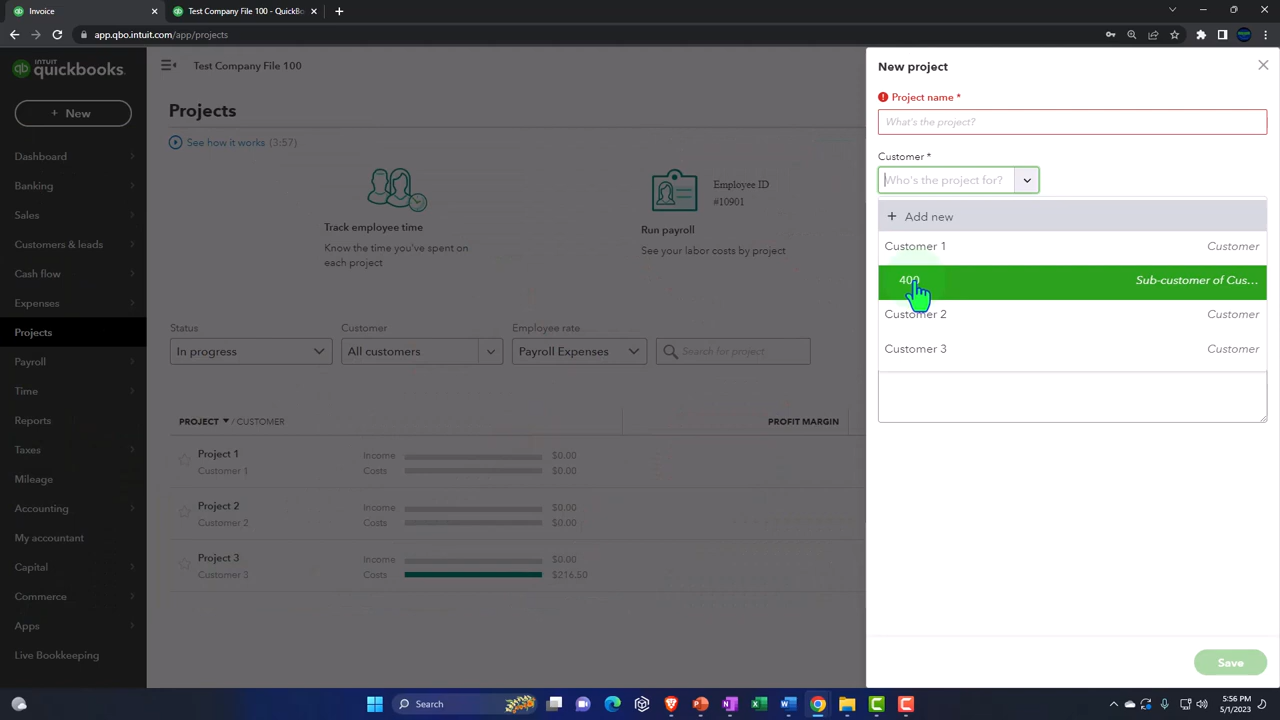 Invoice
Test Company File 100 - QuickBo
app.qbo.intuit.com/app/projects
INTUIT
quickbooks.
Test Company File 100
+ New
Dashboard
Banking
Sales
Customers & leads
Cash flow
Expenses
Projects
Payroll
Time
Reports
Taxes
Mileage
Accounting
My accountant
Capital
Commerce
Apps
Live Bookkeeping
Projects
See how it works (3:57)
Track employee time
Know the time you've spent on
each project
Employee ID
#10901
Run payroll
See your labor costs by project
Status
In progress
Customer
All customers
Employee rate
Payroll Expenses
Search for project
PROJECT / CUSTOMER
PROFIT MARGIN
Project 1
Customer 1
Income $0.00
Costs $0.00
Project 2
Customer 2
Income $0.00
Costs $0.00
Project 3
Customer 3
Income $0.00
Costs $216.50
New project
Project name *
What's the project?
Customer *
Who's the project for?
+ Add new
Customer 1 Customer
400 Sub-customer of Cus...
Customer 2 Customer
Customer 3 Customer
Save
Search
5:56 PM
5/1/2023